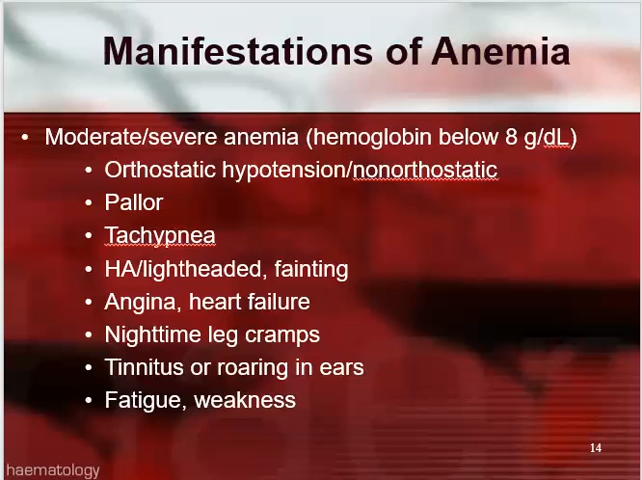 Manifestations of Anemia
• Moderate/severe anemia (hemoglobin below 8 g/dL)
• Orthostatic hypotension/nonorthostatic
• Pallor
• Tachypnea
• HA/lightheaded, fainting
• Angina, heart failure
• Nighttime leg cramps
• Tinnitus or roaring in ears
• Fatigue, weakness
14
haematology